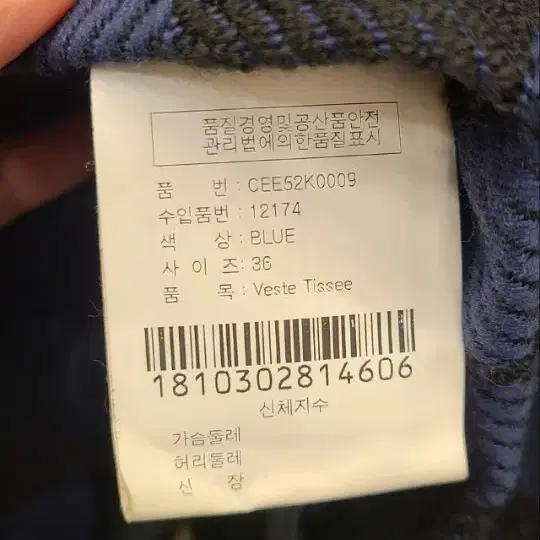 품질경영및공산품안전
관리법에의한품질표시
품 번 : CEE52K0009
수입품번 : 12174
색 상 : BLUE
사 이 즈 : 36
품 목 : Veste Tissee
1810302814606
신체지수
가슴둘레
허리둘레
신 장